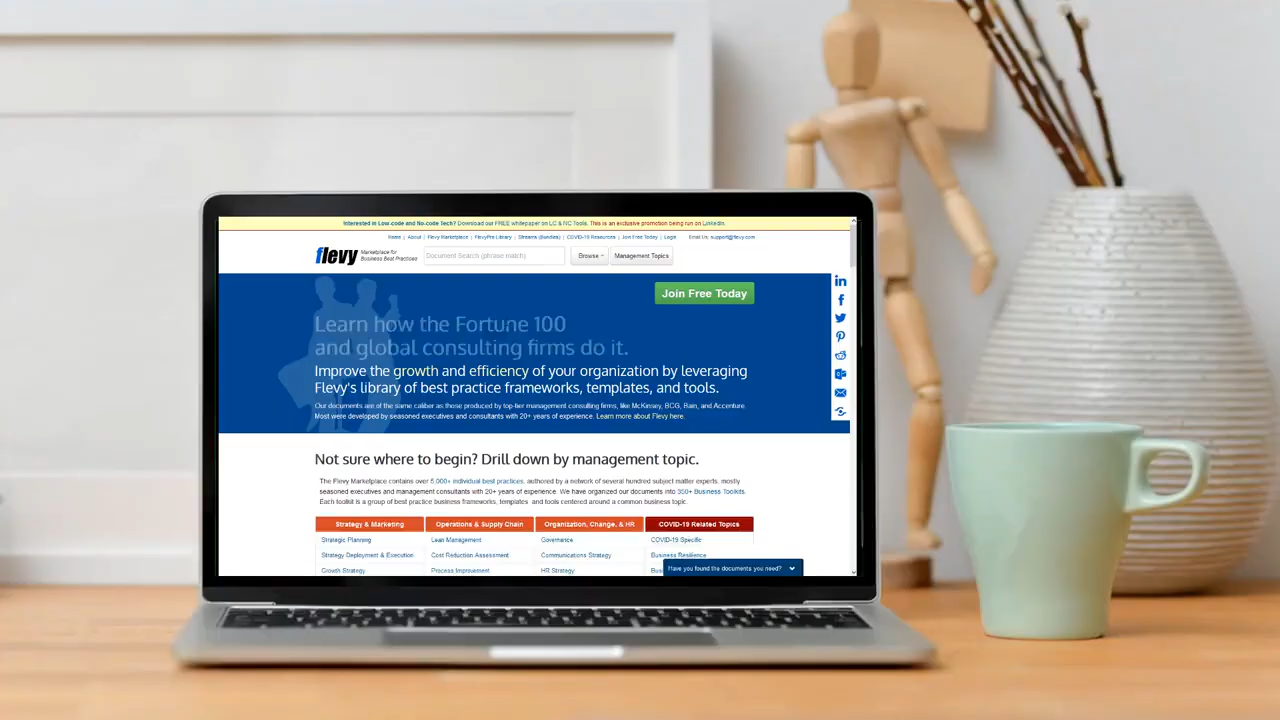 Interested in Low-code and No-code Tech? Download our FREE whitepaper on LC & NC Tools. This is an exclusive promotion being run on LinkedIn.
Home | About | Flevy Marketplace | FlevyPro Library | Streams (Bundles) | COVID-19 Resources | Join Free Today | Login Email Us: support@flevy.com
flevy Marketplace for
Business Best Practices
Document Search (phrase match) Browse Management Topics
Join Free Today
Learn how the Fortune 100
and global consulting firms do it.
Improve the growth and efficiency of your organization by leveraging
Flevy's library of best practice frameworks, templates, and tools.
Our documents are of the same caliber as those produced by top-tier management consulting firms, like McKinsey, BCG, Bain, and Accenture.
Most were developed by seasoned executives and consultants with 20+ years of experience. Learn more about Flevy here.
Not sure where to begin? Drill down by management topic.
The Flevy Marketplace contains over 5,000+ individual best practices, authored by a network of several hundred subject matter experts, mostly
seasoned executives and management consultants with 20+ years of experience. We have organized our documents into 350+ Business Toolkits.
Each toolkit is a group of best practice business frameworks, templates and tools centered around a common business topic.
Strategy & Marketing Operations & Supply Chain Organization, Change, & HR COVID-19 Related Topics
Strategic Planning Lean Management Governance COVID-19 Specific
Strategy Deployment & Execution Cost Reduction Assessment Communications Strategy Business Resilience
Growth Strategy Process Improvement HR Strategy
Have you found the documents you need?